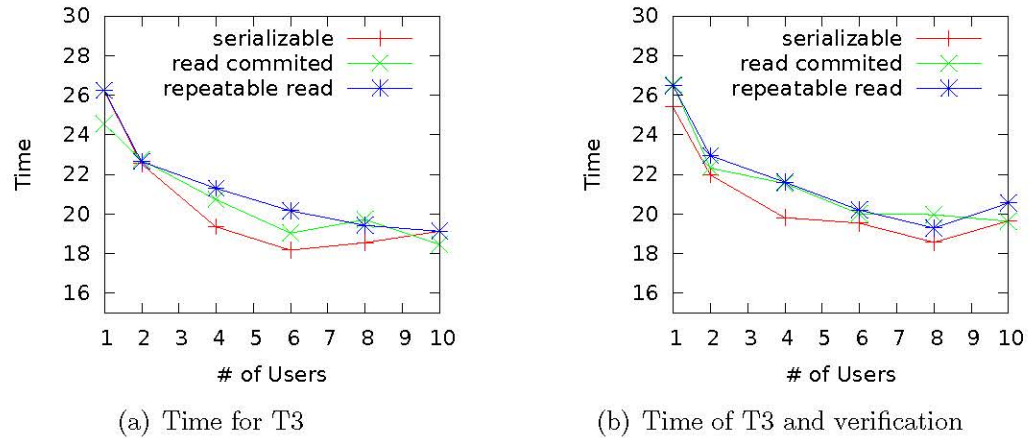 30
28
26
24
22
20
18
16
Time
serializable
read commited
repeatable read
1 2 3 4 5 6 7 8 9 10
# of Users
(a) Time for T3
30
28
26
24
22
20
18
16
Time
serializable
read commited
repeatable read
1 2 3 4 5 6 7 8 9 10
# of Users
(b) Time of T3 and verification